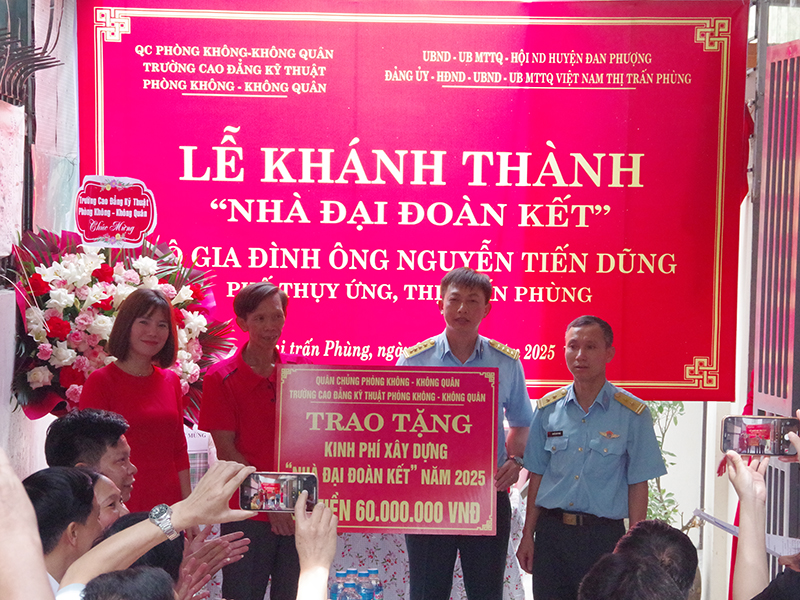 QC PHÒNG KHÔNG-KHÔNG QUÂN
TRƯỜNG CAO ĐẲNG KỸ THUẬT
PHÒNG KHÔNG - KHÔNG QUÂN
UBND- UB MTTQ - HỘI ND HUYỆN ĐAN PHƯỢNG
ĐẢNG ỦY - HĐND - UBND - UB MTTQ VIỆT NAM THỊ TRẤN PHÙNG
LỄ KHÁNH THÀNH
“NHÀ ĐẠI ĐOÀN KẾT”
GIA ĐÌNH ÔNG NGUYỄN TIẾN DŨNG
PHỐ THỤY ỨNG, PHÙNG
trấn Phùng, ngày 2025
Trường Cao Đẳng Kỹ Thuật
Phòng Không - Không Quân
Chúc Mừng
QUÂN CHỦNG PHÒNG KHÔNG - KHÔNG QUÂN
TRƯỜNG CAO ĐẲNG KỸ THUẬT PHÒNG KHÔNG - KHÔNG QUÂN
TRAO TẶNG
KINH PHÍ XÂY DỰNG
“NHÀ ĐẠI ĐOÀN KẾT” NĂM 2025
60.000.000 VNĐ